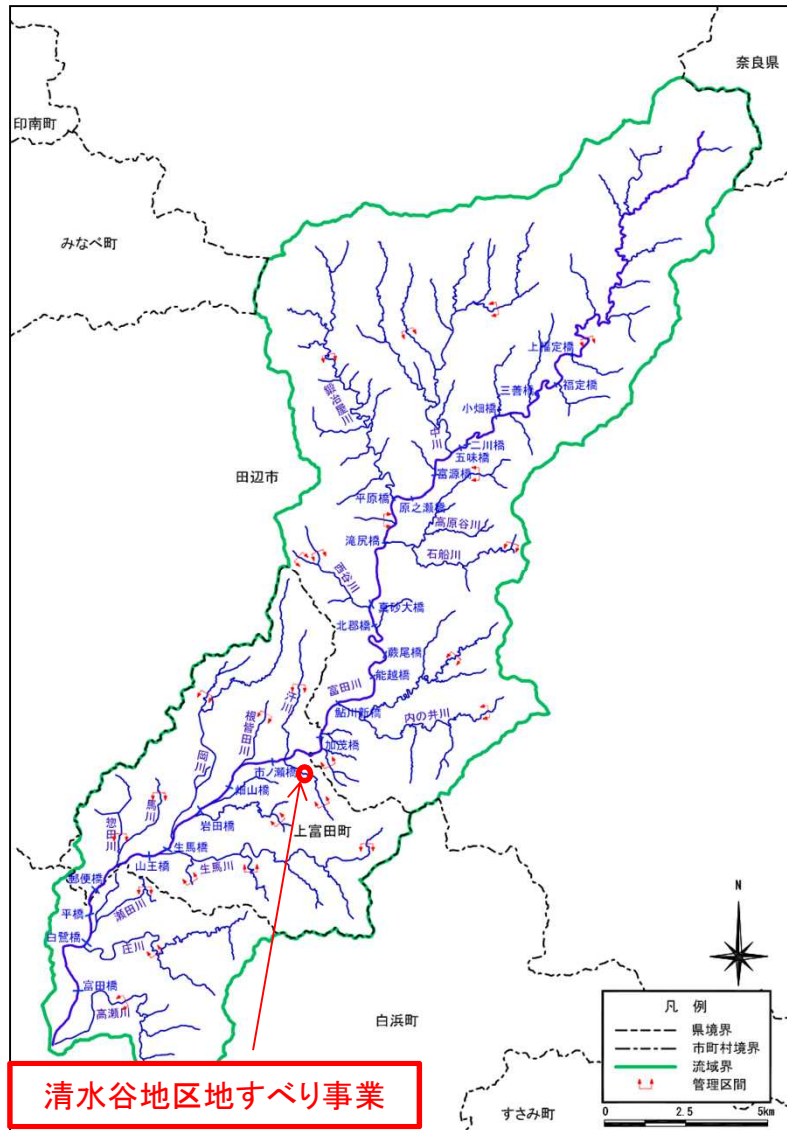 奈良県
印南町
みなべ町
上福定橋
三善橋
福定橋
小畑橋
鍛治屋川
中川
二川橋
五味橋
田辺市
富源橋
平原橋
原之瀬橋
高原谷川
滝尻橋
石船川
西谷川
真砂大橋
北郡橋
蕨尾橋
能越橋
富田川
鮎川新橋
内の井川
汗川
根皆田川
加茂橋
岡川
市ノ瀬橋
畑山橋
馬川
惣田川
岩田橋
上富田町
生馬橋
山王橋
生馬川
郵便橋
瀬田川
平橋
白鷺橋
庄川
富田橋
高瀬川
白浜町
N
凡 例
県境界
市町村境界
流域界
管理区間
清水谷地区地すべり事業
すさみ町
0 2.5 5km